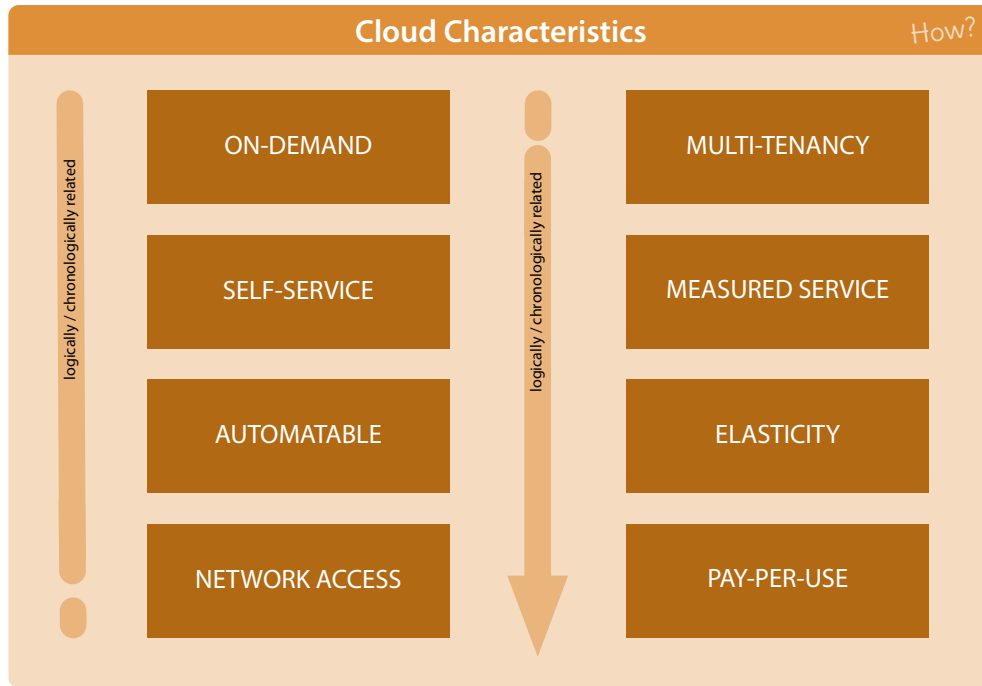 Cloud Characteristics
How?
logically / chronologically related
ON-DEMAND
SELF-SERVICE
AUTOMATABLE
NETWORK ACCESS
logically / chronologically related
MULTI-TENANCY
MEASURED SERVICE
ELASTICITY
PAY-PER-USE